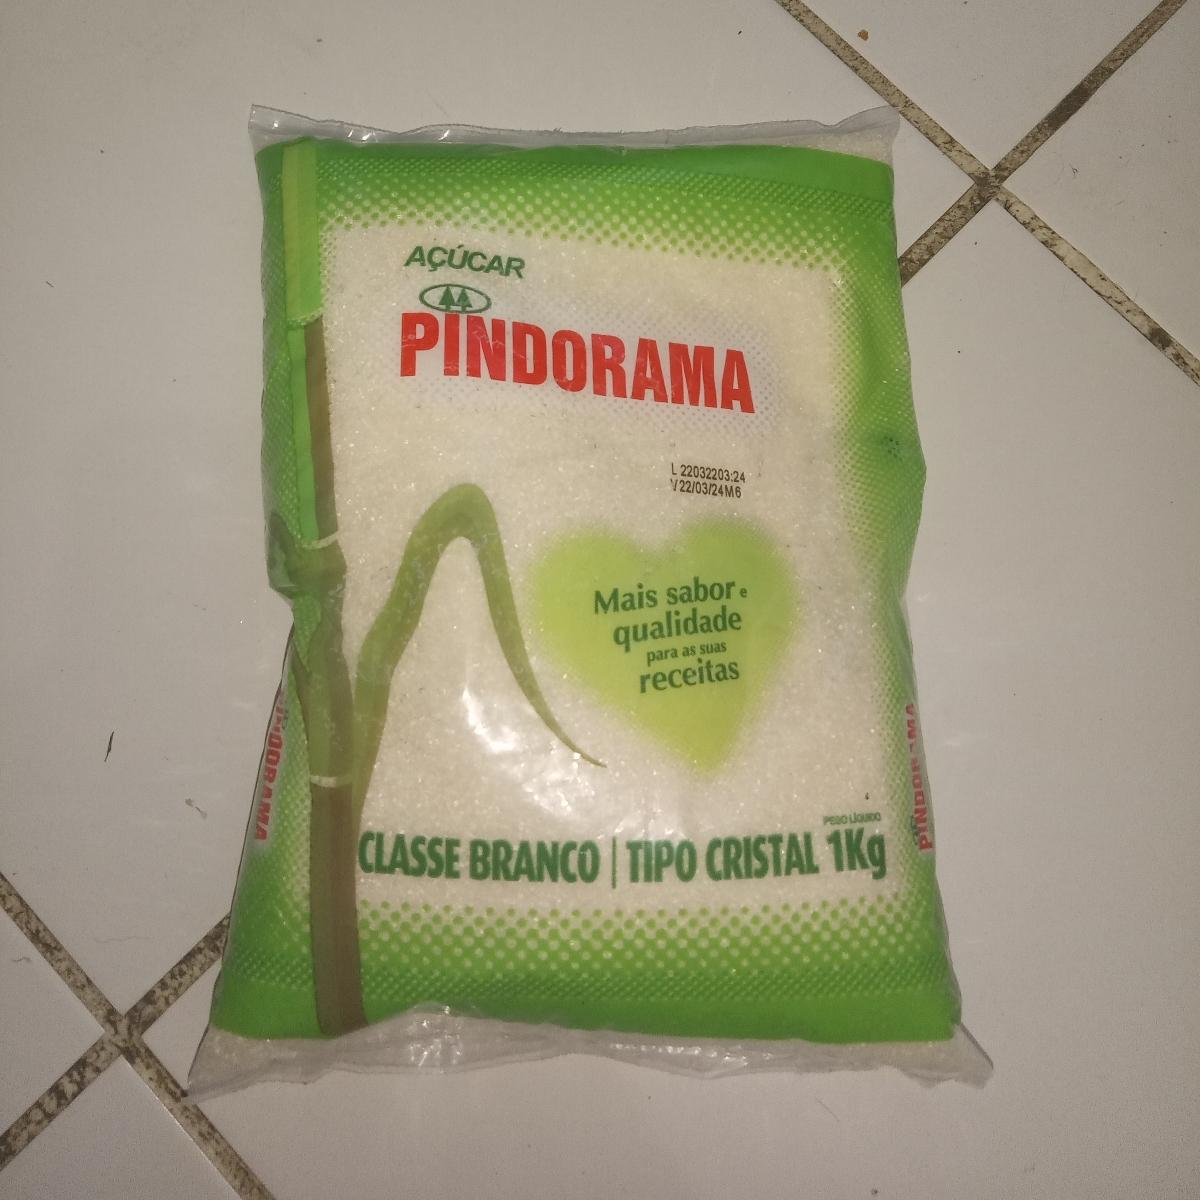 AÇÚCAR
PINDORAMA
L 22032203:24
V 22/03/24M6
Mais sabor e
qualidade
para as suas
receitas
PESO LÍQUIDO
CLASSE BRANCO | TIPO CRISTAL 1Kg
PINDORAMA
PINDORAMA